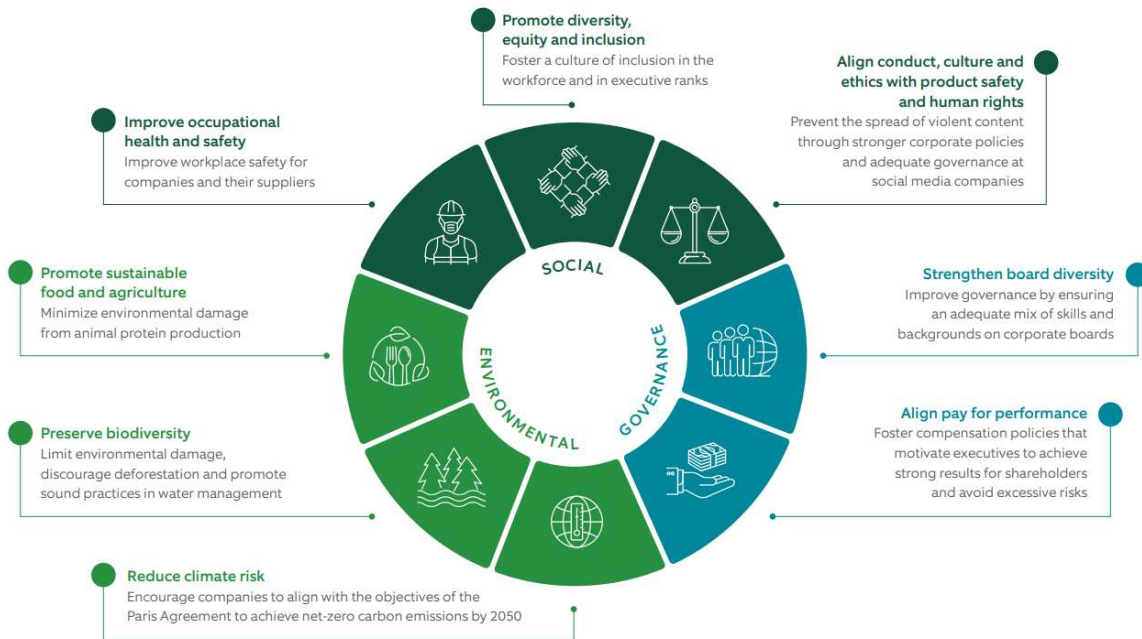 Promote diversity,
equity and inclusion
Foster a culture of inclusion in the
workforce and in executive ranks
Align conduct, culture and
ethics with product safety
and human rights
Prevent the spread of violent content
through stronger corporate policies
and adequate governance at
social media companies
Improve occupational
health and safety
Improve workplace safety for
companies and their suppliers
Promote sustainable
food and agriculture
Minimize environmental damage
from animal protein production
Strengthen board diversity
Improve governance by ensuring
an adequate mix of skills and
backgrounds on corporate boards
SOCIAL
ENVIRONMENTAL
GOVERNANCE
Preserve biodiversity
Limit environmental damage,
discourage deforestation and promote
sound practices in water management
Align pay for performance
Foster compensation policies that
motivate executives to achieve
strong results for shareholders
and avoid excessive risks
Reduce climate risk
Encourage companies to align with the objectives of the
Paris Agreement to achieve net-zero carbon emissions by 2050